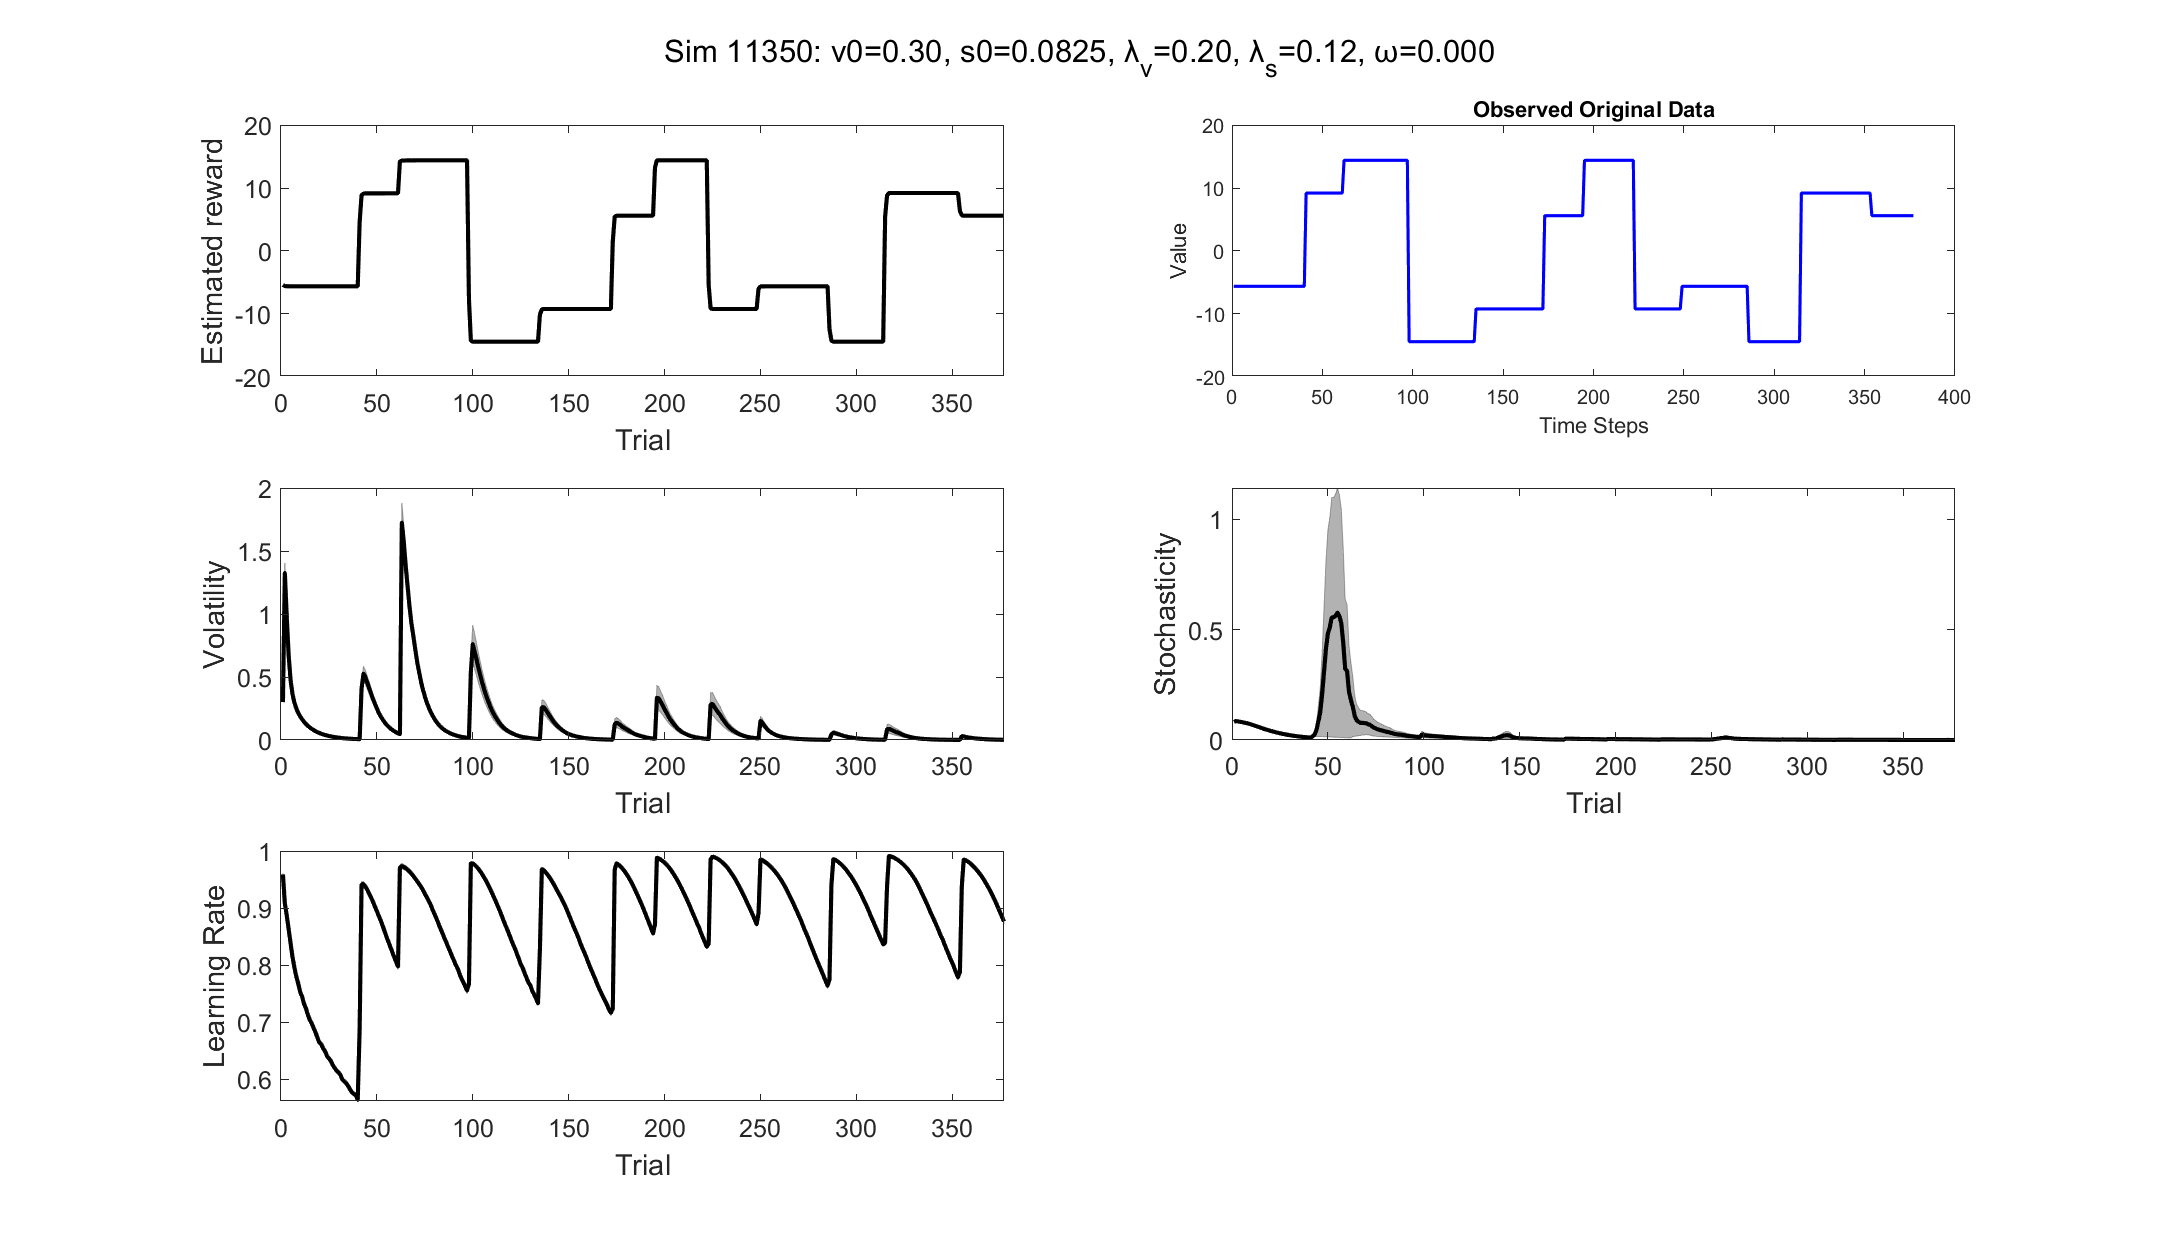 Sim 11350: v0=0.30, s0=0.0825, λv=0.20, λs=0.12, ω=0.000
Estimated reward
20
10
0
-10
-20
0 50 100 150 200 250 300 350
Trial
Observed Original Data
Value
20
10
0
-10
-20
0 50 100 150 200 250 300 350 400
Time Steps
Volatility
2
1.5
1
0.5
0
0 50 100 150 200 250 300 350
Trial
Stochasticity
1
0.5
0
0 50 100 150 200 250 300 350
Trial
Learning Rate
1
0.9
0.8
0.7
0.6
0 50 100 150 200 250 300 350
Trial